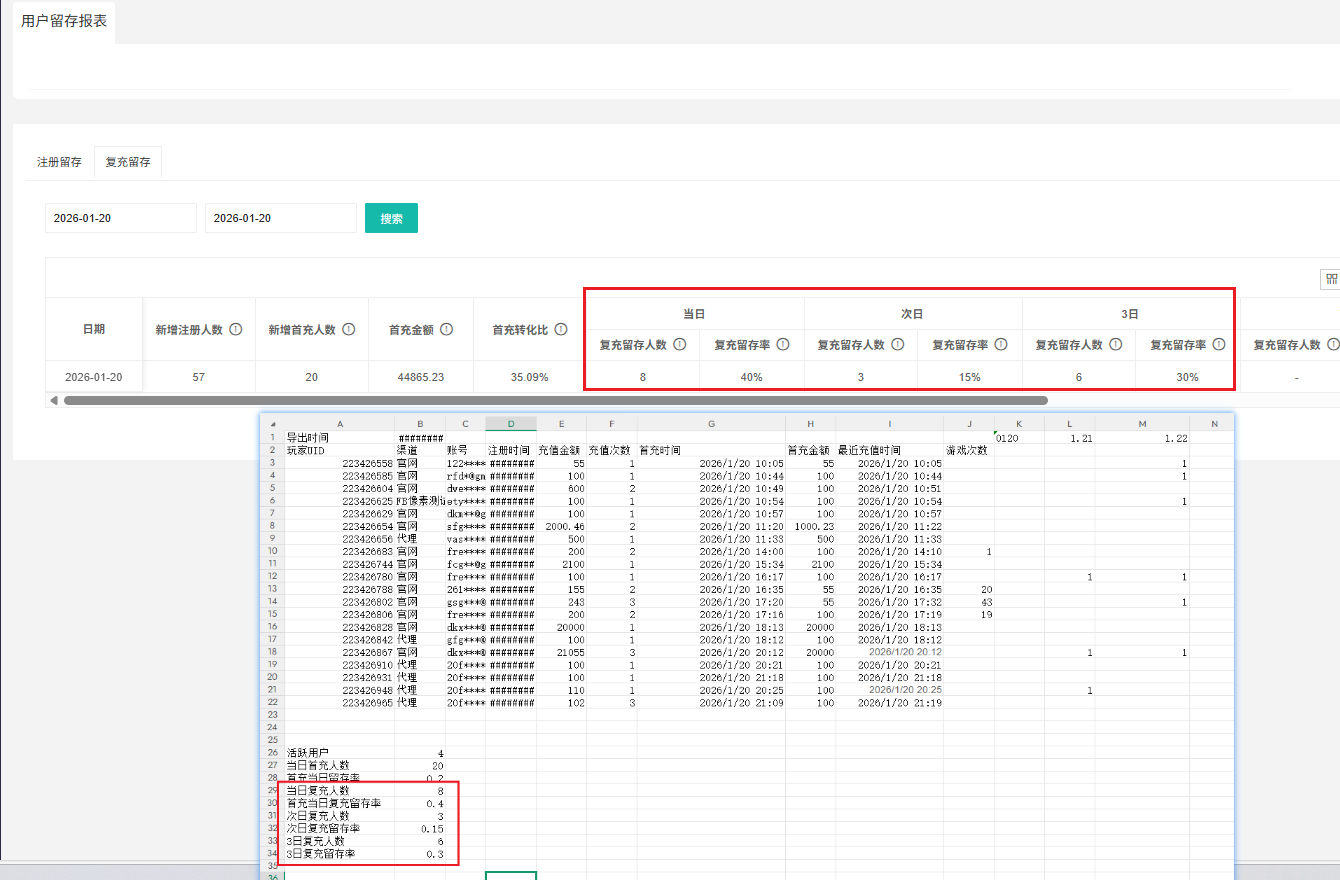 用户留存报表
注册留存 复充留存
2026-01-20 2026-01-20 搜索
当日 次日 3日
日期 新增注册人数 新增首充人数 首充金额 首充转化比 复充留存人数 复充留存率 复充留存人数 复充留存率 复充留存人数 复充留存率 复充留存人数
2026-01-20 57 20 44865.23 35.09% 8 40% 3 15% 6 30% -
A B C D E F G H I J K L M N
1 导出时间 ######## 0120 1.21 1.22
2 玩家UID 渠道 账号 注册时间 充值金额 充值次数 首充时间 首充金额 最近充值时间 游戏次数
3 223426558 官网 122**** ######## 55 1 2026/1/20 10:05 55 2026/1/20 10:05 1
4 223426585 官网 rfd*@gm ######## 100 1 2026/1/20 10:44 100 2026/1/20 10:44 1
5 223426604 官网 dve**** ######## 600 2 2026/1/20 10:49 100 2026/1/20 10:51
6 223426625 FB像素测试 ety**** ######## 100 1 2026/1/20 10:54 100 2026/1/20 10:54 1
7 223426629 官网 dkm**@g ######## 100 1 2026/1/20 10:57 100 2026/1/20 10:57
8 223426654 官网 sfg**** ######## 2000.46 2 2026/1/20 11:20 1000.23 2026/1/20 11:22
9 223426656 代理 vas**** ######## 500 1 2026/1/20 11:33 500 2026/1/20 11:33
10 223426683 官网 fre**** ######## 200 2 2026/1/20 14:00 100 2026/1/20 14:10 1
11 223426744 官网 fcg**@g ######## 2100 1 2026/1/20 15:34 2100 2026/1/20 15:34
12 223426780 官网 fre**** ######## 100 1 2026/1/20 16:17 100 2026/1/20 16:17 1 1
13 223426788 官网 261**** ######## 155 2 2026/1/20 16:35 55 2026/1/20 16:35 20
14 223426802 官网 gsg***@ ######## 243 3 2026/1/20 17:20 55 2026/1/20 17:32 43 1
15 223426806 官网 fre**** ######## 200 2 2026/1/20 17:16 100 2026/1/20 17:19 19
16 223426828 官网 dkx***@ ######## 20000 1 2026/1/20 18:13 20000 2026/1/20 18:13
17 223426842 代理 gfg***@ ######## 100 1 2026/1/20 18:12 100 2026/1/20 18:12
18 223426867 官网 dkx***@ ######## 21055 3 2026/1/20 20:12 20000 2026/1/20 20:12 1 1
19 223426910 代理 20f**** ######## 100 1 2026/1/20 20:21 100 2026/1/20 20:21
20 223426931 代理 20f**** ######## 100 1 2026/1/20 21:18 100 2026/1/20 21:18
21 223426948 代理 20f**** ######## 110 1 2026/1/20 20:25 100 2026/1/20 20:25 1
22 223426965 代理 20f**** ######## 102 3 2026/1/20 21:09 100 2026/1/20 21:19
23
24
25
26 活跃用户 4
27 当日首充人数 20
28 首充当日留存率 0.2
29 当日复充人数 8
30 首充当日复充留存率 0.4
31 次日复充人数 3
32 次日复充留存率 0.15
33 3日复充人数 6
34 3日复充留存率 0.3
35
36